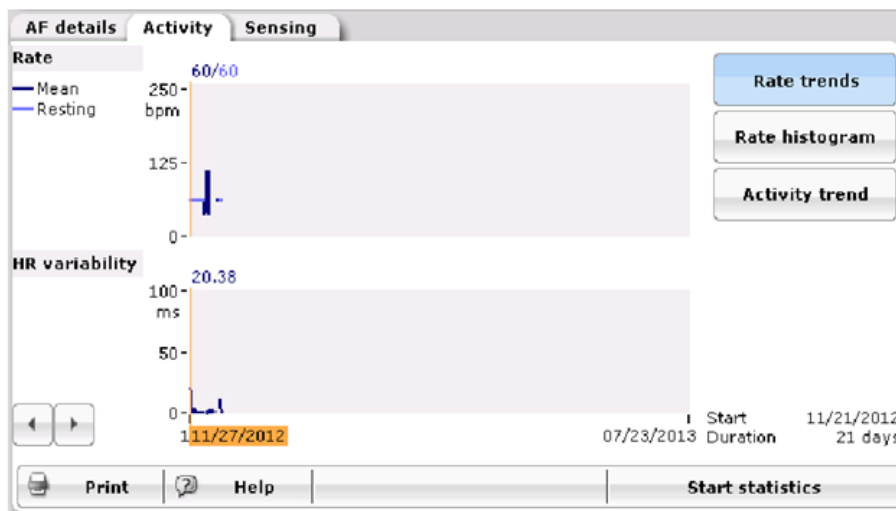 AF details Activity Sensing
Rate
Mean
Resting
60/60
250
bpm
125
0
Rate trends
Rate histogram
Activity trend
HR variability
20.38
100
ms
50
0
11/27/2012
07/23/2013
Start 11/21/2012
Duration 21 days
Print Help Start statistics